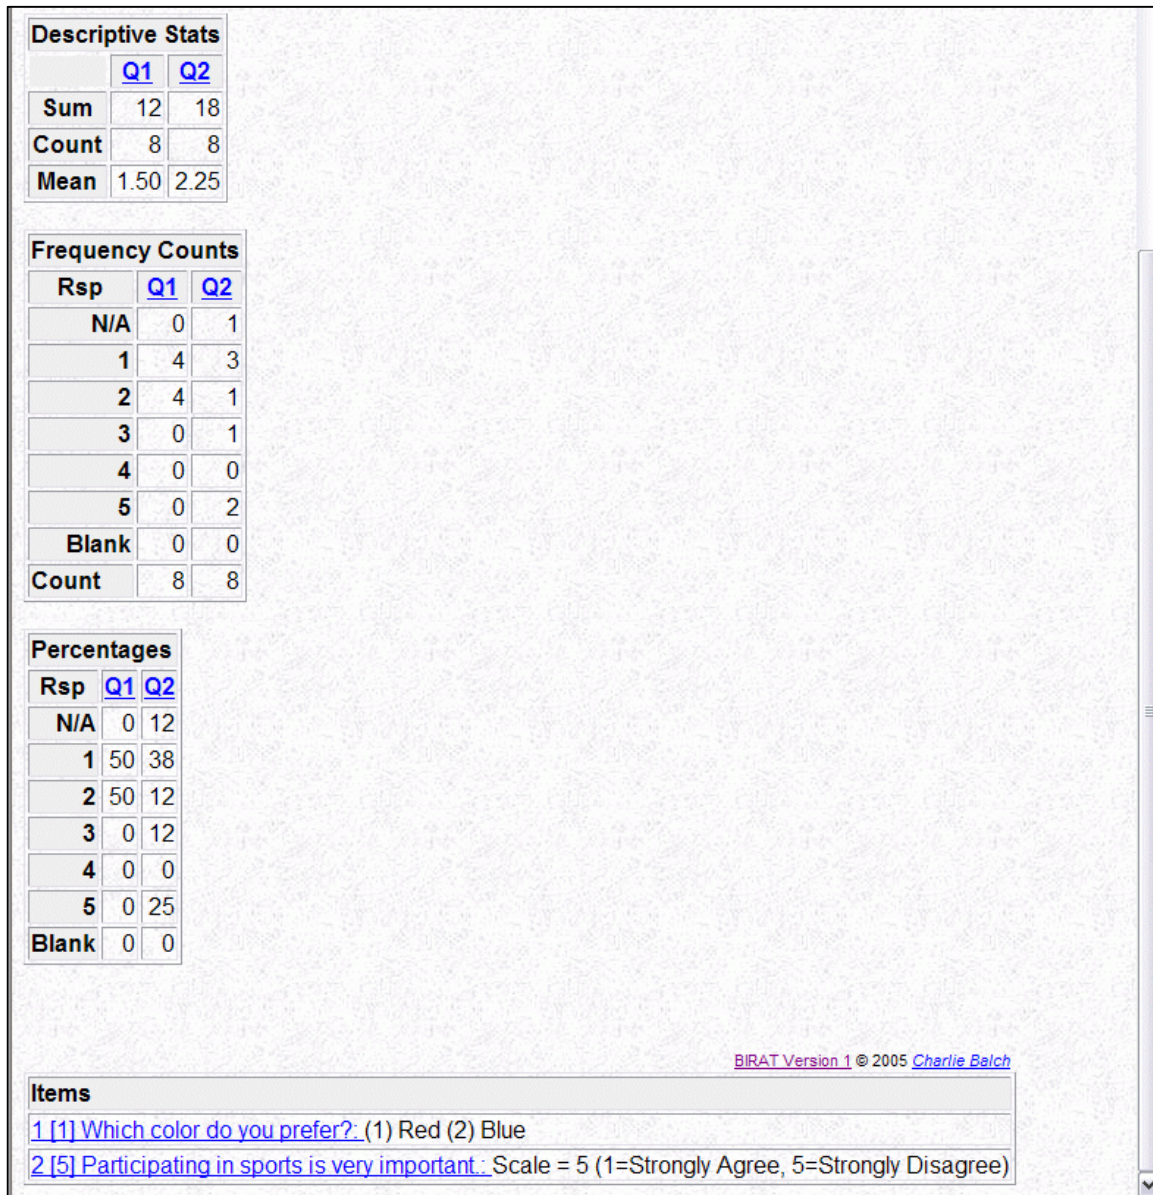 Descriptive Stats
Q1 Q2
Sum 12 18
Count 8 8
Mean 1.50 2.25
Frequency Counts
Rsp Q1 Q2
N/A 0 1
1 4 3
2 4 1
3 0 1
4 0 0
5 0 2
Blank 0 0
Count 8 8
Percentages
Rsp Q1 Q2
N/A 0 12
1 50 38
2 50 12
3 0 12
4 0 0
5 0 25
Blank 0 0
BIRAT Version 1 © 2005 Charlie Balch
Items
1 [1] Which color do you prefer?: (1) Red (2) Blue
2 [5] Participating in sports is very important.: Scale = 5 (1=Strongly Agree, 5=Strongly Disagree)